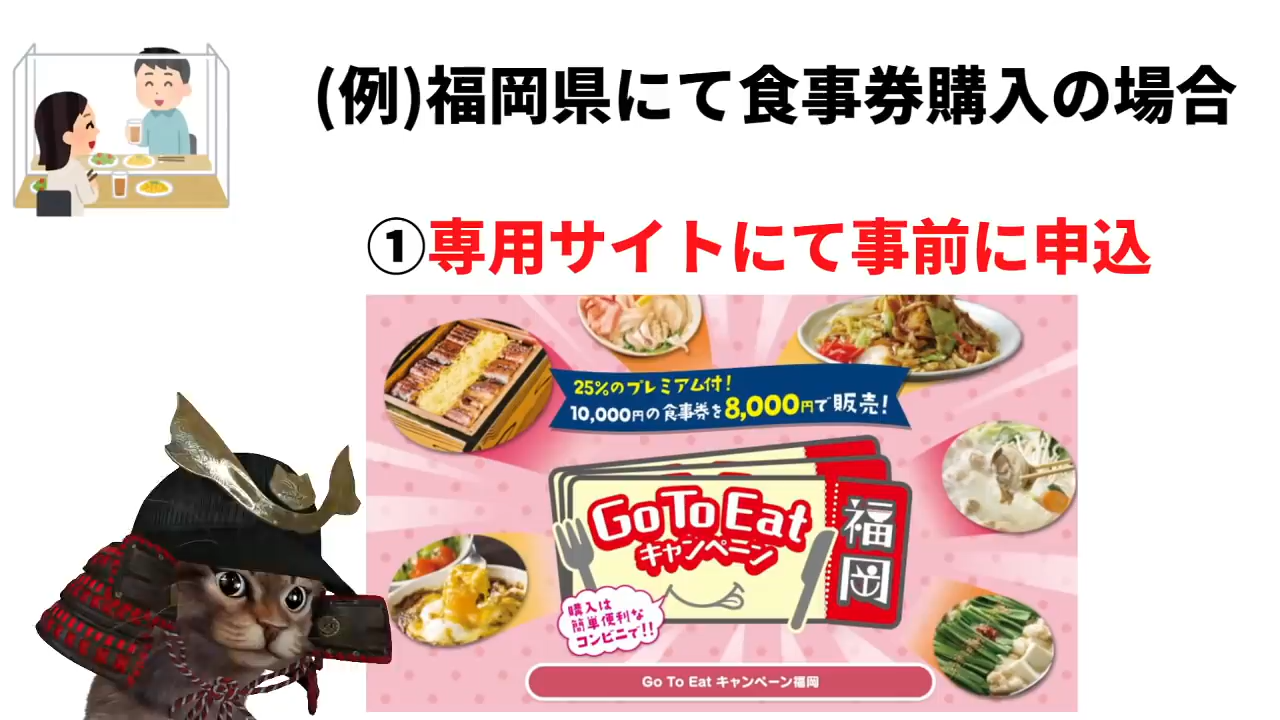 (例)福岡県にて食事券購入の場合
①専用サイトにて事前に申込
25%のプレミアム付!
10,000円の食事券を8,000円で販売!
Go To Eat
キャンペーン
福岡
購入は
簡単便利な
コンビニで!!
Go To Eat キャンペーン福岡